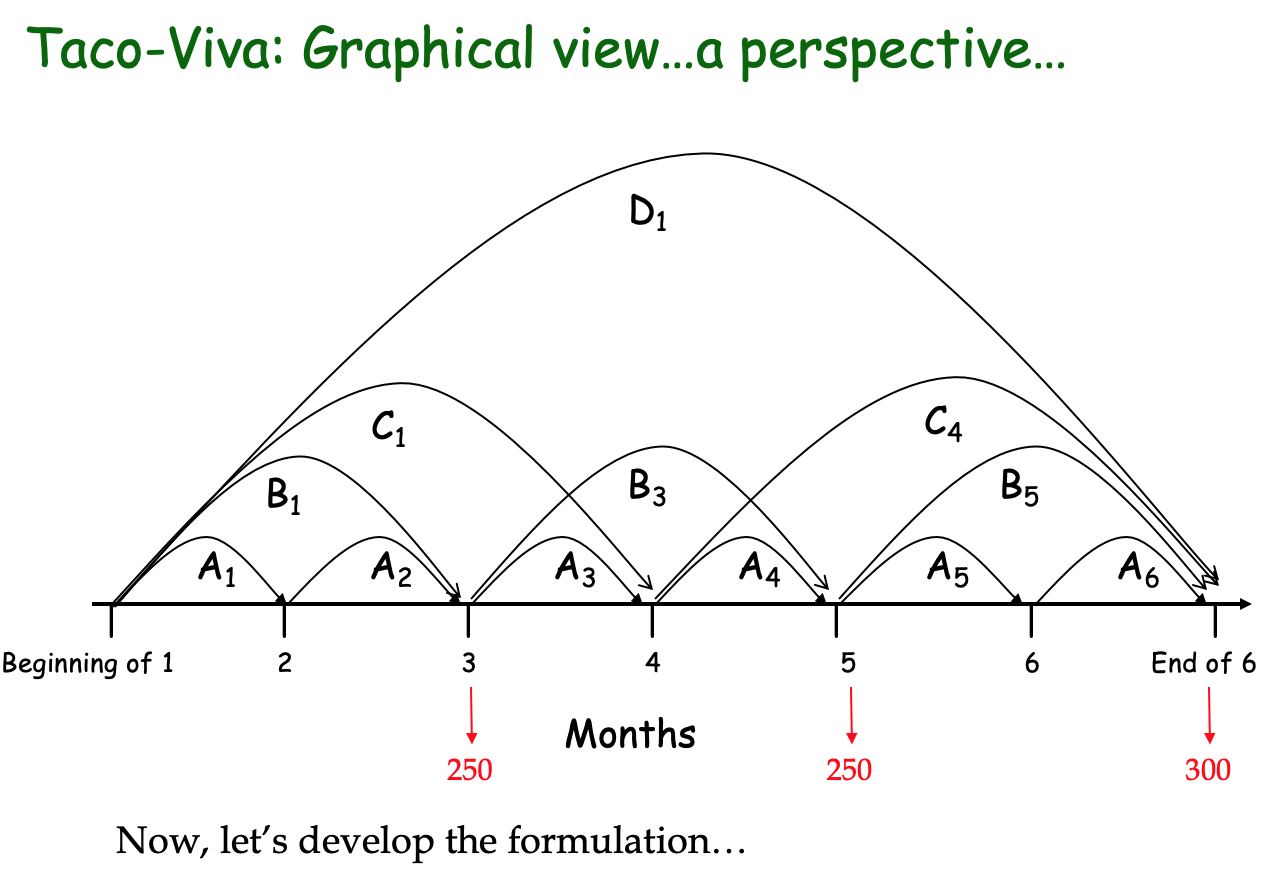 Taco-Viva: Graphical view...a perspective...
D1
C1
C4
B1
B3
B5
A1
A2
A3
A4
A5
A6
Beginning of 1
2
3
4
5
6
End of 6
Months
250
250
300
Now, let's develop the formulation...